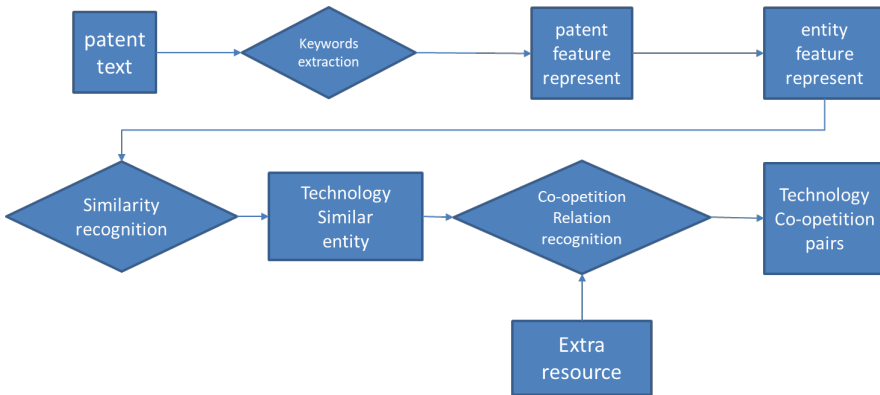 patent
text
Keywords
extraction
patent
feature
represent
entity
feature
represent
Similarity
recognition
Technology
Similar
entity
Co-opetition
Relation
recognition
Technology
Co-opetition
pairs
Extra
resource